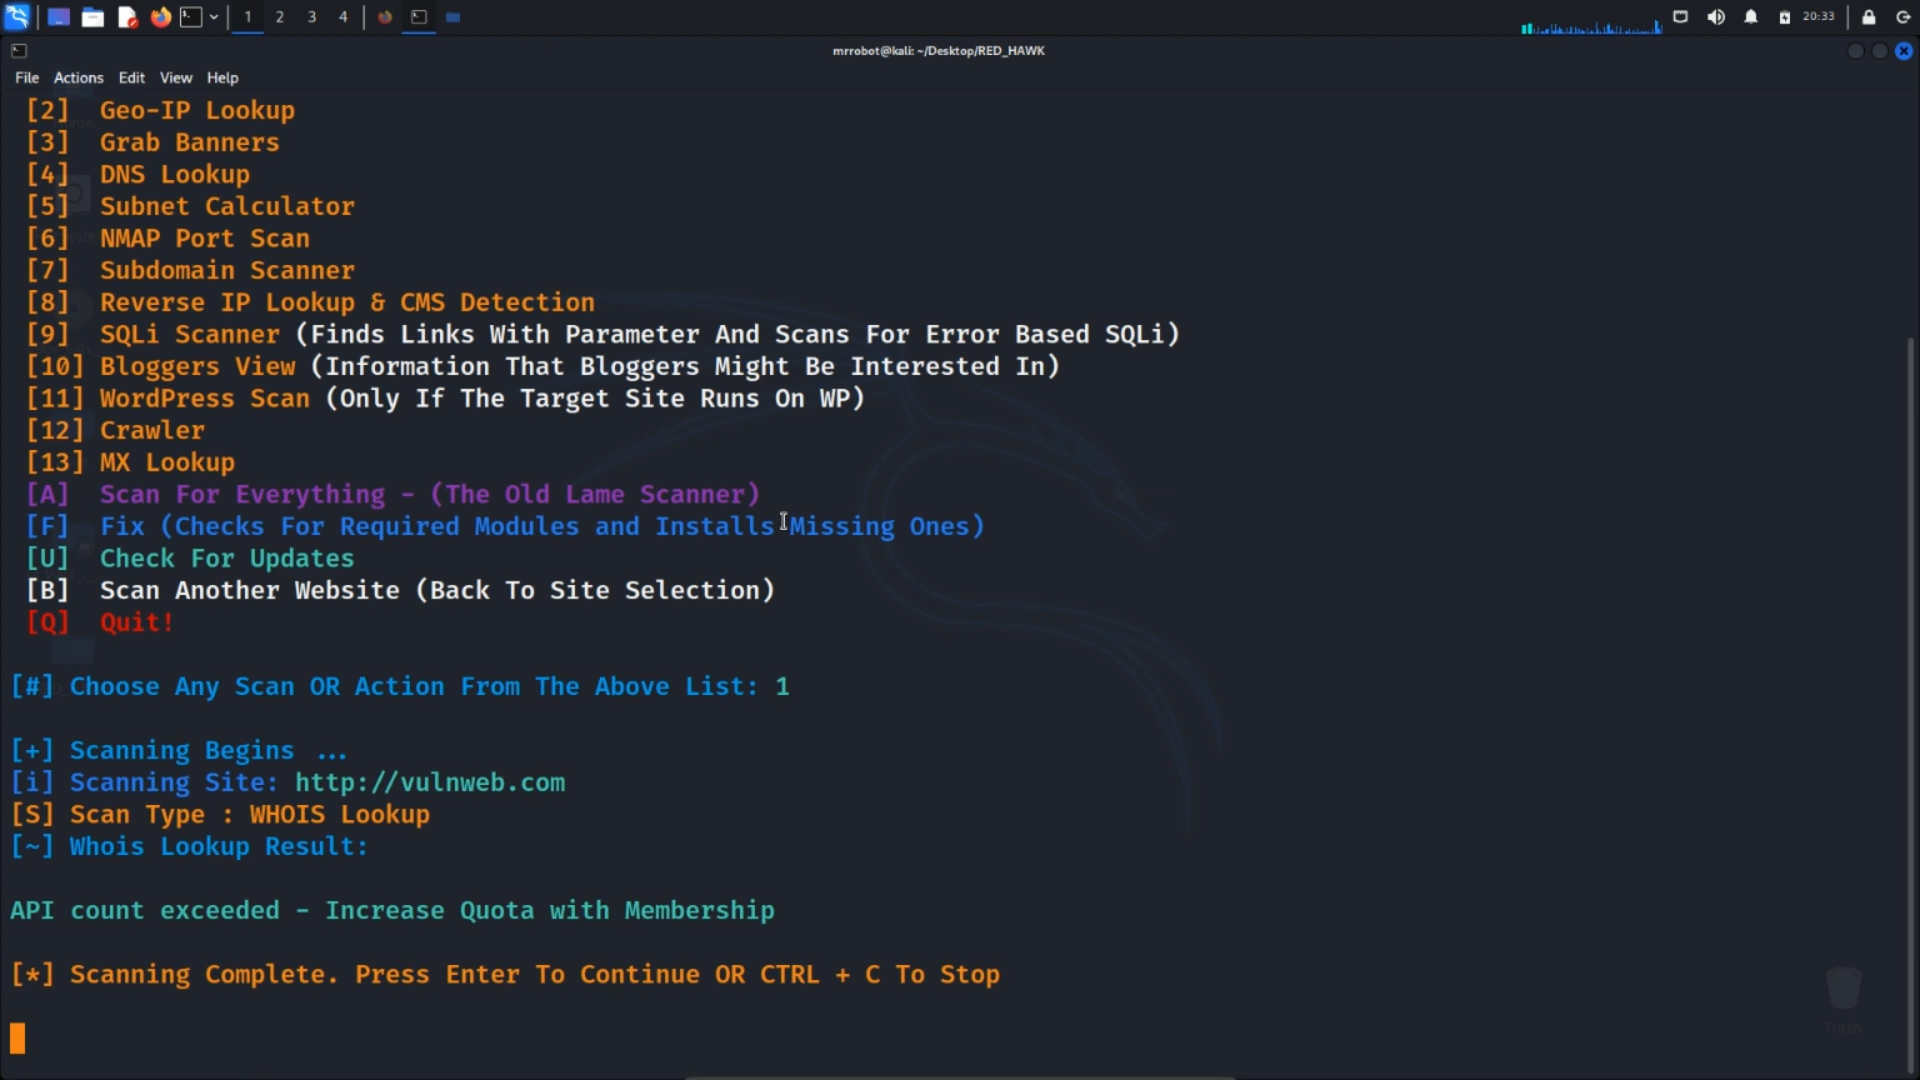 1 2 3 4 20:33
mrrobot@kali: ~/Desktop/RED_HAWK
File Actions Edit View Help
[2] Geo-IP Lookup
[3] Grab Banners
[4] DNS Lookup
[5] Subnet Calculator
[6] NMAP Port Scan
[7] Subdomain Scanner
[8] Reverse IP Lookup & CMS Detection
[9] SQLi Scanner (Finds Links With Parameter And Scans For Error Based SQLi)
[10] Bloggers View (Information That Bloggers Might Be Interested In)
[11] WordPress Scan (Only If The Target Site Runs On WP)
[12] Crawler
[13] MX Lookup
[A] Scan For Everything - (The Old Lame Scanner)
[F] Fix (Checks For Required Modules and Installs Missing Ones)
[U] Check For Updates
[B] Scan Another Website (Back To Site Selection)
[Q] Quit!
[#] Choose Any Scan OR Action From The Above List: 1
[+] Scanning Begins ...
[i] Scanning Site: http://vulnweb.com
[S] Scan Type : WHOIS Lookup
[~] Whois Lookup Result:
API count exceeded - Increase Quota with Membership
[*] Scanning Complete. Press Enter To Continue OR CTRL + C To Stop
Trash